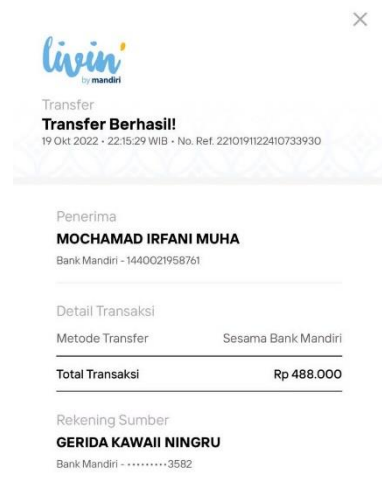 livin'
by mandiri
Transfer
Transfer Berhasil!
19 Okt 2022 • 22:15:29 WIB • No. Ref. 2210191122410733930
Penerima
MOCHAMAD IRFANI MUHA
Bank Mandiri - 1440021958761
Detail Transaksi
Metode Transfer Sesama Bank Mandiri
Total Transaksi Rp 488.000
Rekening Sumber
GERIDA KAWAII NINGRU
Bank Mandiri - •••••••••3582